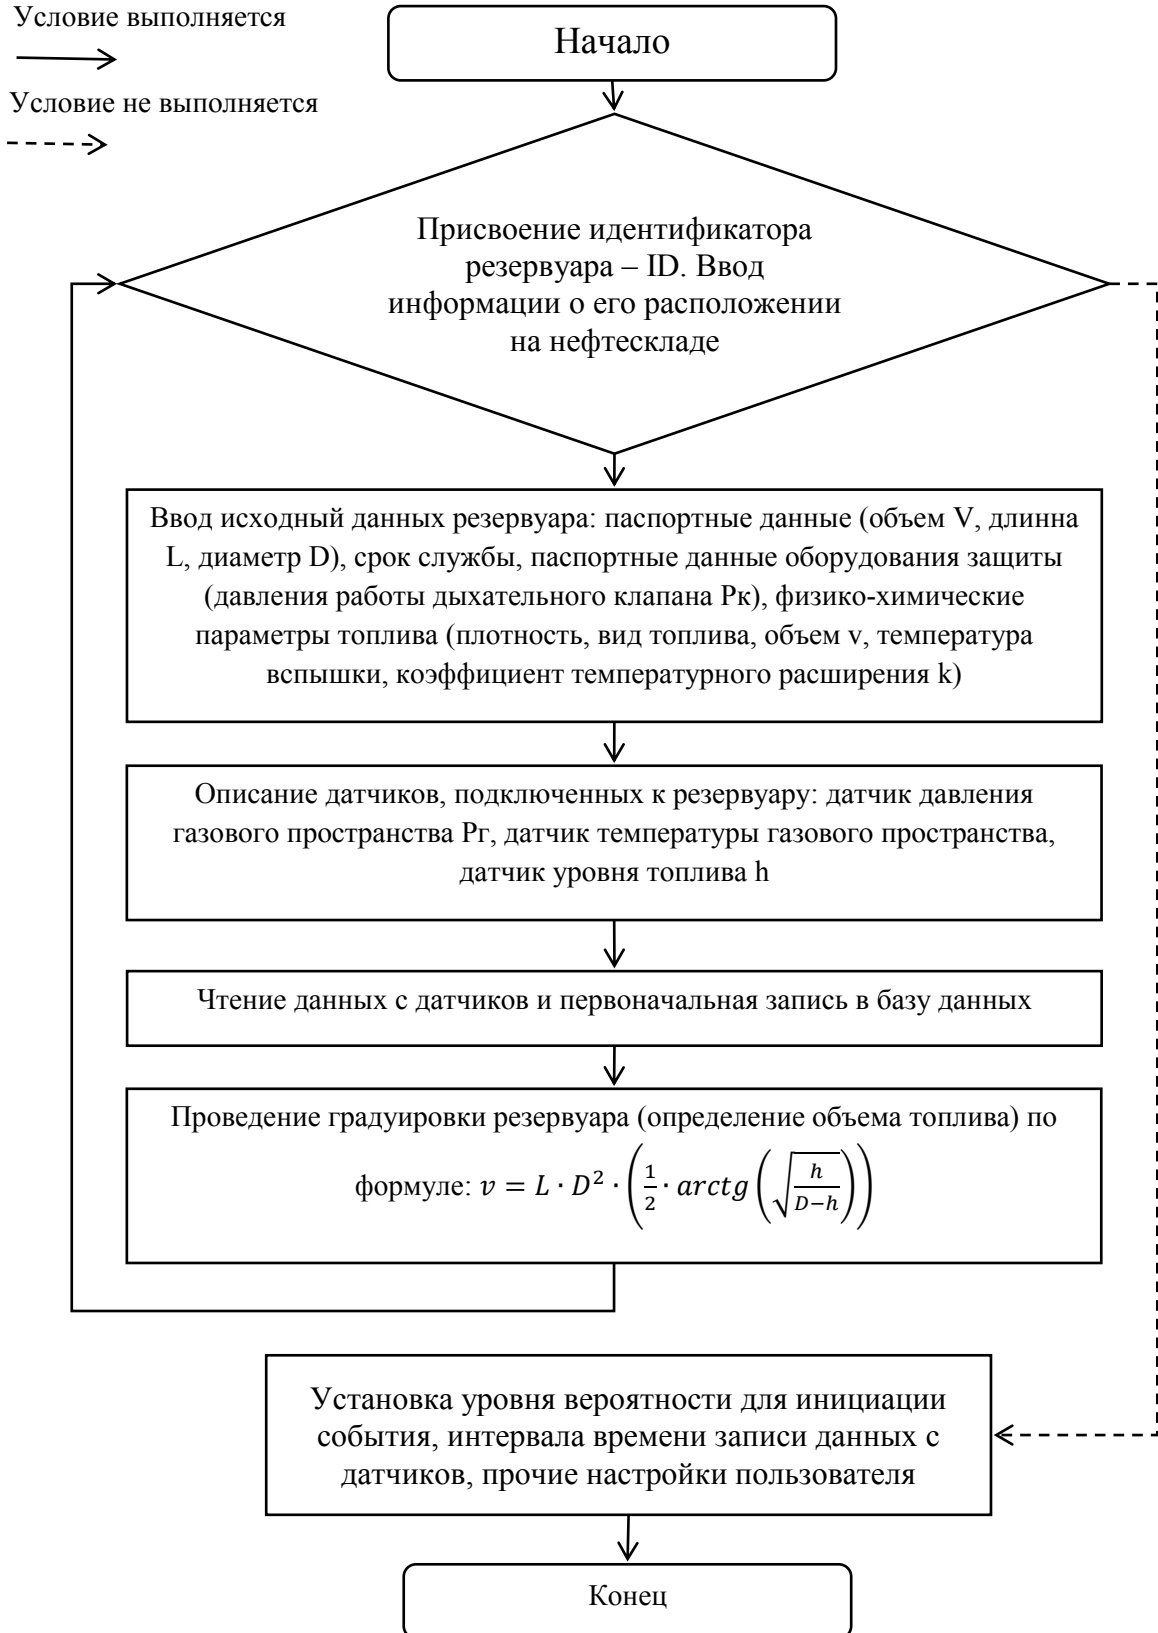 Условие выполняется
Начало
Условие не выполняется
Присвоение идентификатора
резервуара – ID. Ввод
информации о его расположении
на нефтескладе
Ввод исходный данных резервуара: паспортные данные (объем V, длинна
L, диаметр D), срок службы, паспортные данные оборудования защиты
(давления работы дыхательного клапана Рк), физико-химические
параметры топлива (плотность, вид топлива, объем v, температура
вспышки, коэффициент температурного расширения k)
Описание датчиков, подключенных к резервуару: датчик давления
газового пространства Рг, датчик температуры газового пространства,
датчик уровня топлива h
Чтение данных с датчиков и первоначальная запись в базу данных
Проведение градуировки резервуара (определение объема топлива) по
формуле: v = L · D² · (1/2 · arctg(√(h/(D−h))))
Установка уровня вероятности для инициации
события, интервала времени записи данных с
датчиков, прочие настройки пользователя
Конец